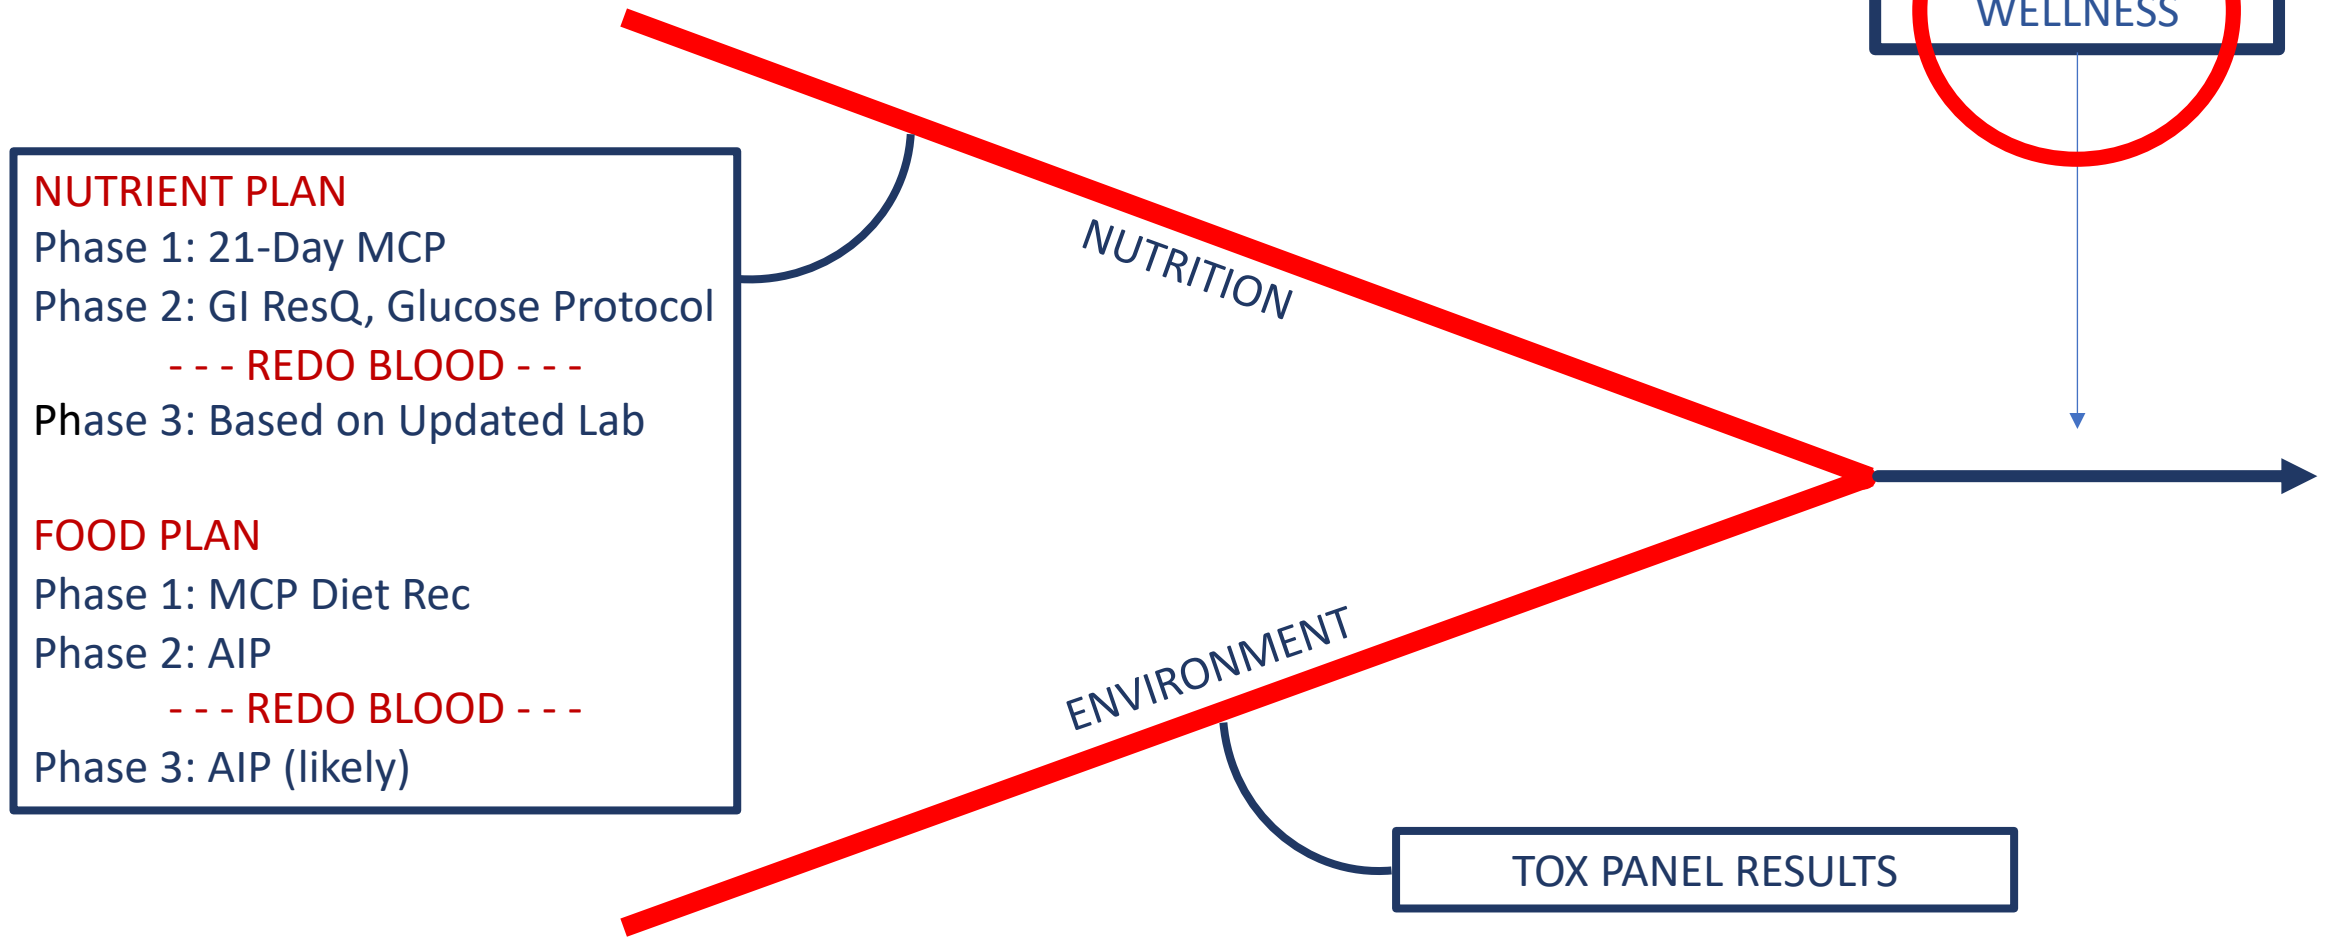 WELLNESS
NUTRIENT PLAN
Phase 1: 21-Day MCP
Phase 2: GI ResQ, Glucose Protocol
- - - REDO BLOOD - - -
Phase 3: Based on Updated Lab
FOOD PLAN
Phase 1: MCP Diet Rec
Phase 2: AIP
- - - REDO BLOOD - - -
Phase 3: AIP (likely)
NUTRITION
ENVIRONMENT
TOX PANEL RESULTS